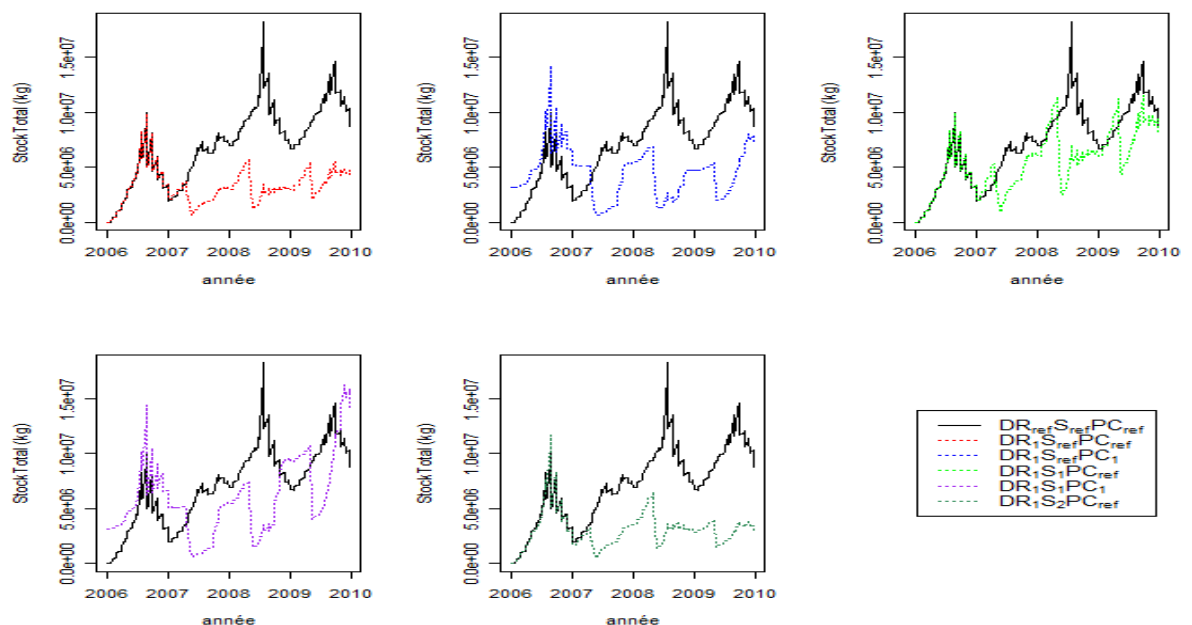 StockTotal (kg)
0.0e+00 5.0e+06 1.0e+07 1.5e+07
2006 2007 2008 2009 2010
année
StockTotal (kg)
0.0e+00 5.0e+06 1.0e+07 1.5e+07
2006 2007 2008 2009 2010
année
StockTotal (kg)
0.0e+00 5.0e+06 1.0e+07 1.5e+07
2006 2007 2008 2009 2010
année
StockTotal (kg)
0.0e+00 5.0e+06 1.0e+07 1.5e+07
2006 2007 2008 2009 2010
année
StockTotal (kg)
0.0e+00 5.0e+06 1.0e+07 1.5e+07
2006 2007 2008 2009 2010
année
DRrefSrefPCref
DR1SrefPCref
DR1SrefPC1
DR1S1PCref
DR1S1PC1
DR1S2PCref